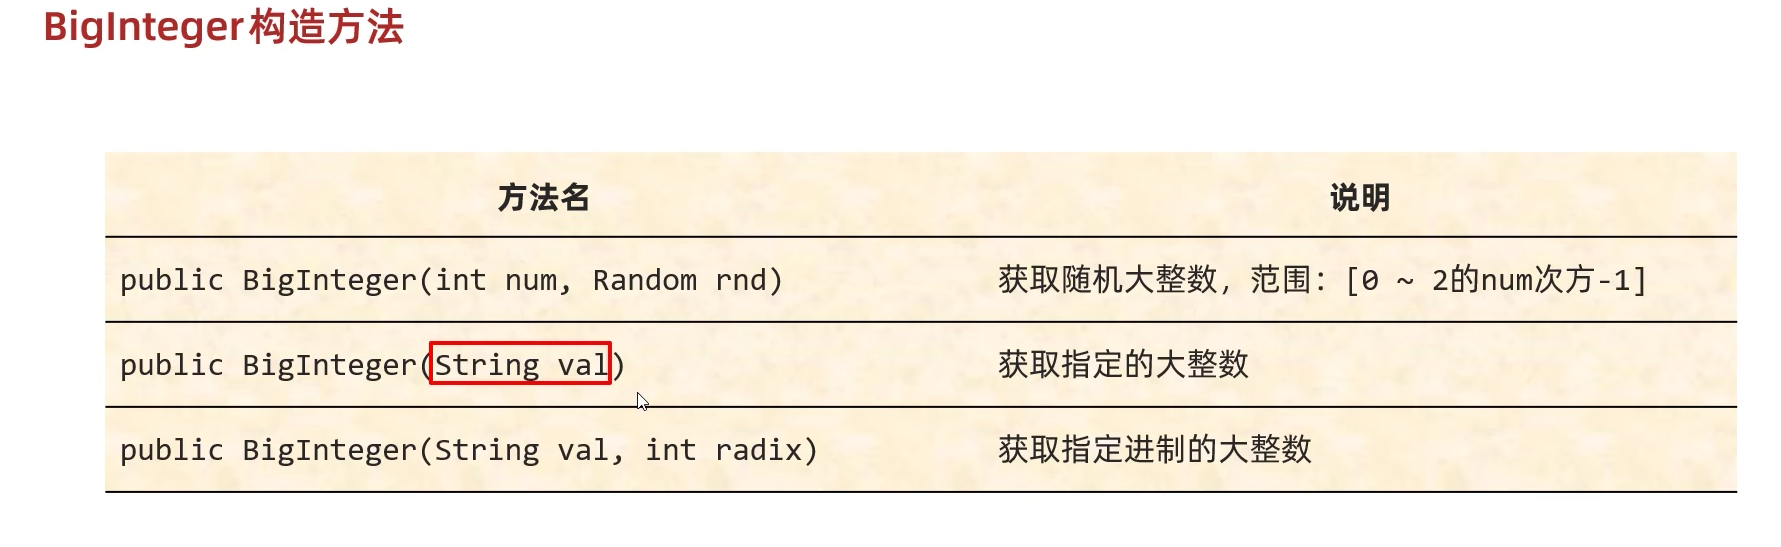 BigInteger构造方法
方法名 说明
public BigInteger(int num, Random rnd) 获取随机大整数，范围：[0 ~ 2的num次方-1]
public BigInteger(String val) 获取指定的大整数
public BigInteger(String val, int radix) 获取指定进制的大整数